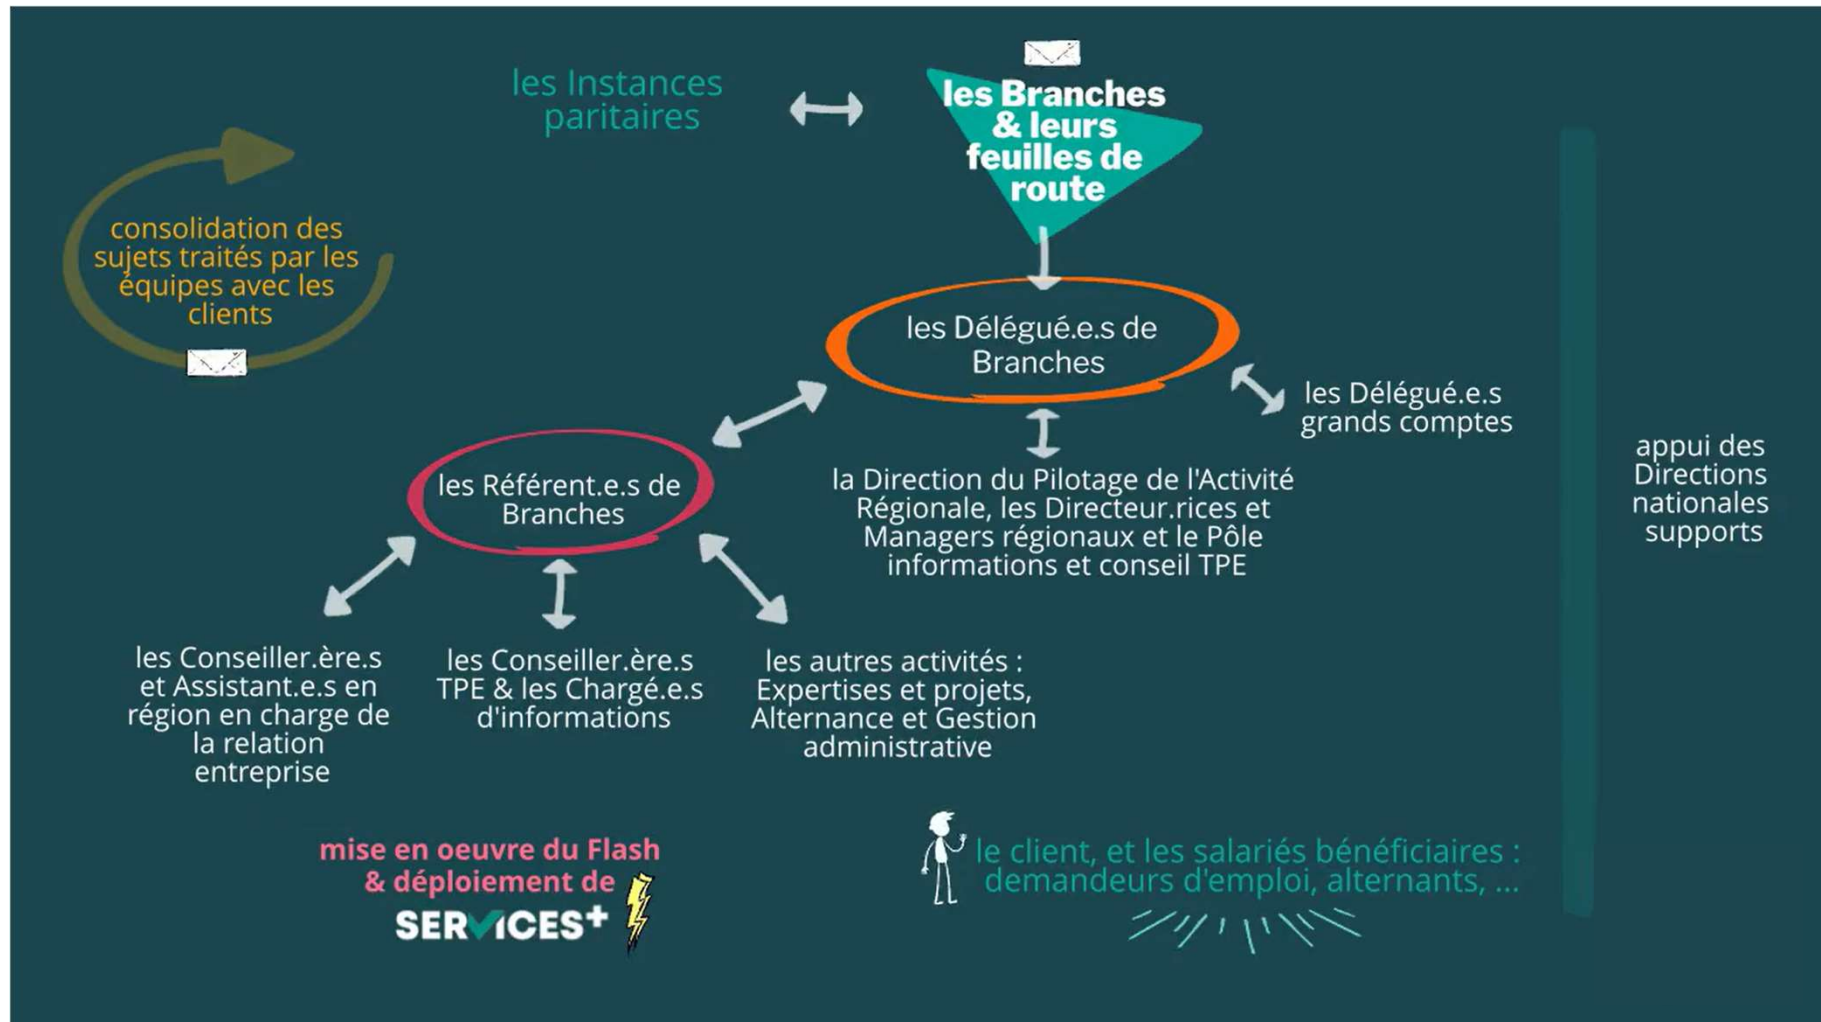 les Instances
paritaires
les Branches
& leurs
feuilles de
route
consolidation des
sujets traités par les
équipes avec les
clients
les Délégué.e.s de
Branches
les Délégué.e.s
grands comptes
appui des
Directions
nationales
supports
les Référent.e.s de
Branches
la Direction du Pilotage de l'Activité
Régionale, les Directeur.rices et
Managers régionaux et le Pôle
informations et conseil TPE
les Conseiller.ère.s
et Assistant.e.s en
région en charge de
la relation
entreprise
les Conseiller.ère.s
TPE & les Chargé.e.s
d'informations
les autres activités :
Expertises et projets,
Alternance et Gestion
administrative
mise en oeuvre du Flash
& déploiement de
SERVICES+
le client, et les salariés bénéficiaires :
demandeurs d'emploi, alternants, ...